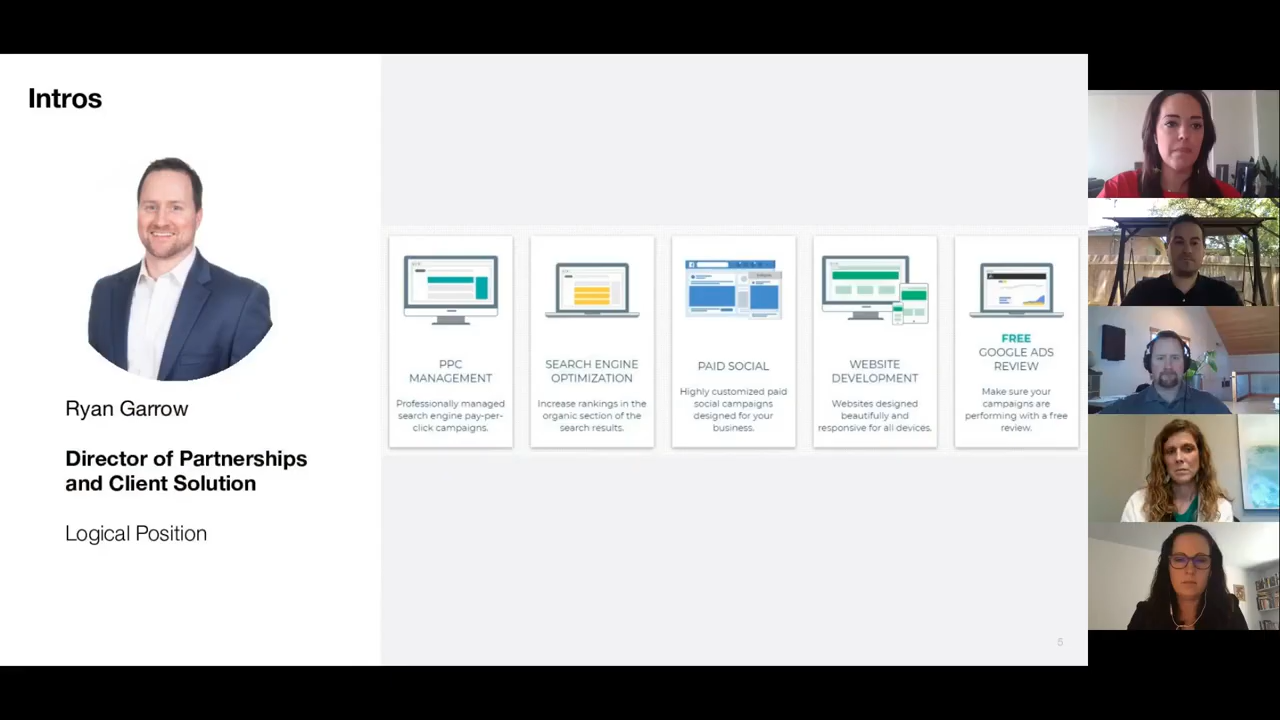 Intros
Ryan Garrow
Director of Partnerships
and Client Solution
Logical Position
PPC
MANAGEMENT
Professionally managed
search engine pay-per-
click campaigns.
SEARCH ENGINE
OPTIMIZATION
Increase rankings in the
organic section of the
search results.
PAID SOCIAL
Highly customized paid
social campaigns
designed for your
business.
WEBSITE
DEVELOPMENT
Websites designed
beautifully and
responsive for all devices.
FREE
GOOGLE ADS
REVIEW
Make sure your
campaigns are
performing with a free
review.
5